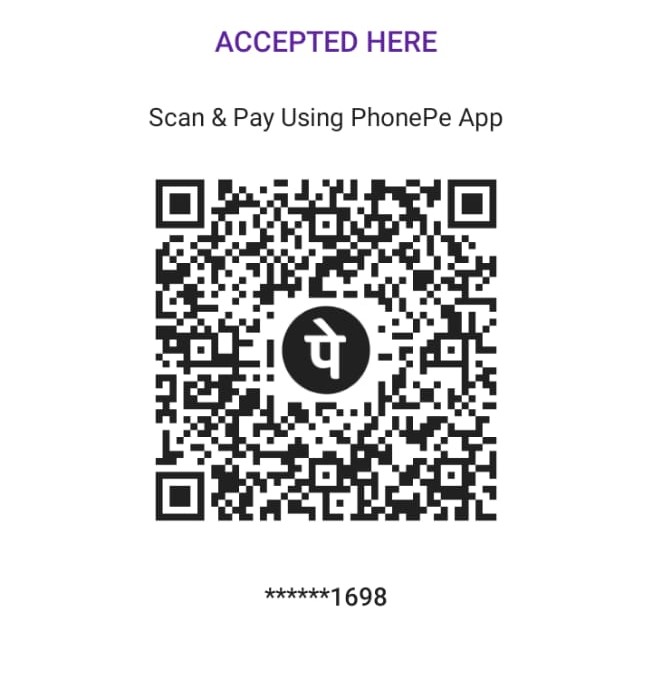 ACCEPTED HERE
Scan & Pay Using PhonePe App
पे
******1698